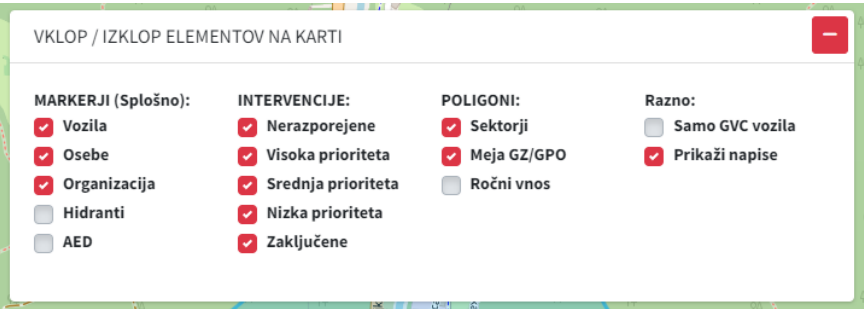 VKLOP / IZKLOP ELEMENTOV NA KARTI
MARKERJI (Splošno):
Vozila
Osebe
Organizacija
Hidranti
AED
INTERVENCIJE:
Nerazporejene
Visoka prioriteta
Srednja prioriteta
Nizka prioriteta
Zaključene
POLIGONI:
Sektorji
Meja GZ/GPO
Ročni vnos
Razno:
Samo GVC vozila
Prikaži napise